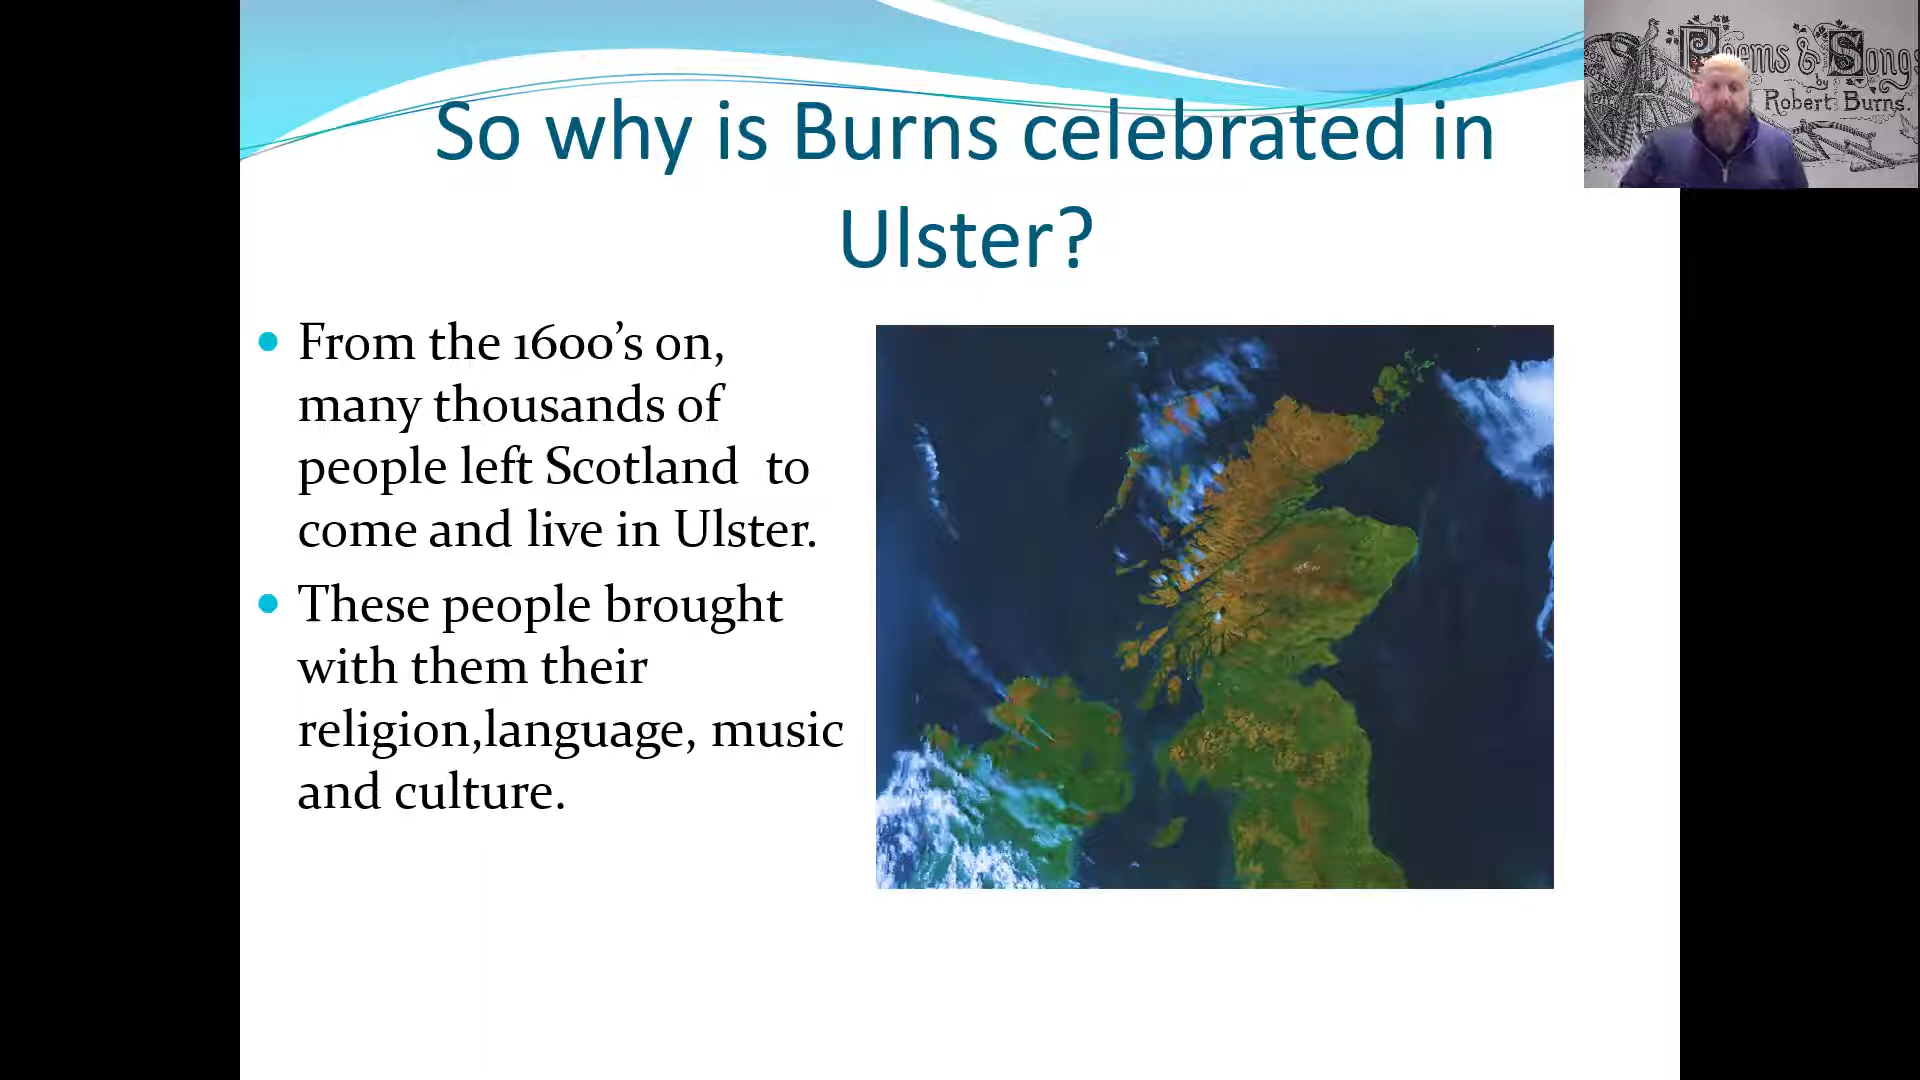 So why is Burns celebrated in
Ulster?
From the 1600’s on,
many thousands of
people left Scotland  to
come and live in Ulster.
These people brought
with them their
religion,language, music
and culture.
Poems & Songs
by
Robert Burns.